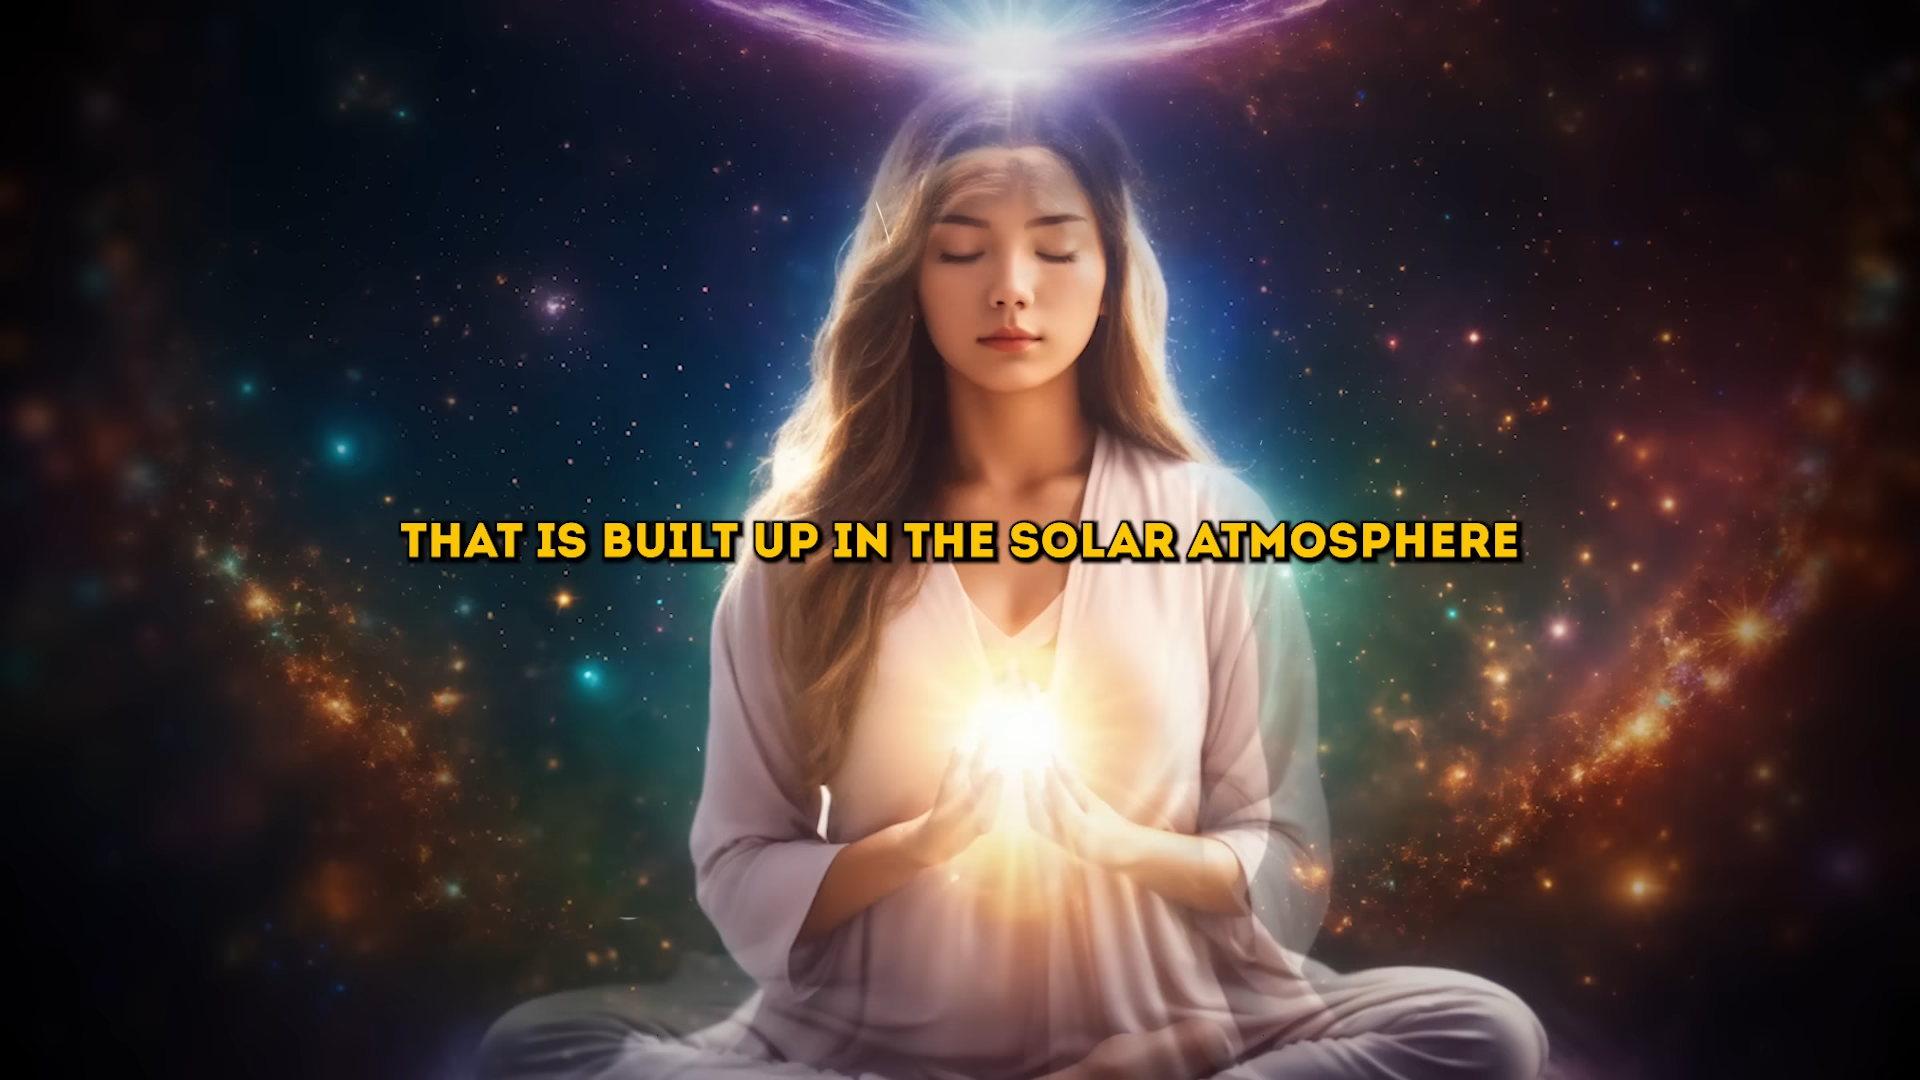 THAT IS BUILT UP IN THE SOLAR ATMOSPHERE